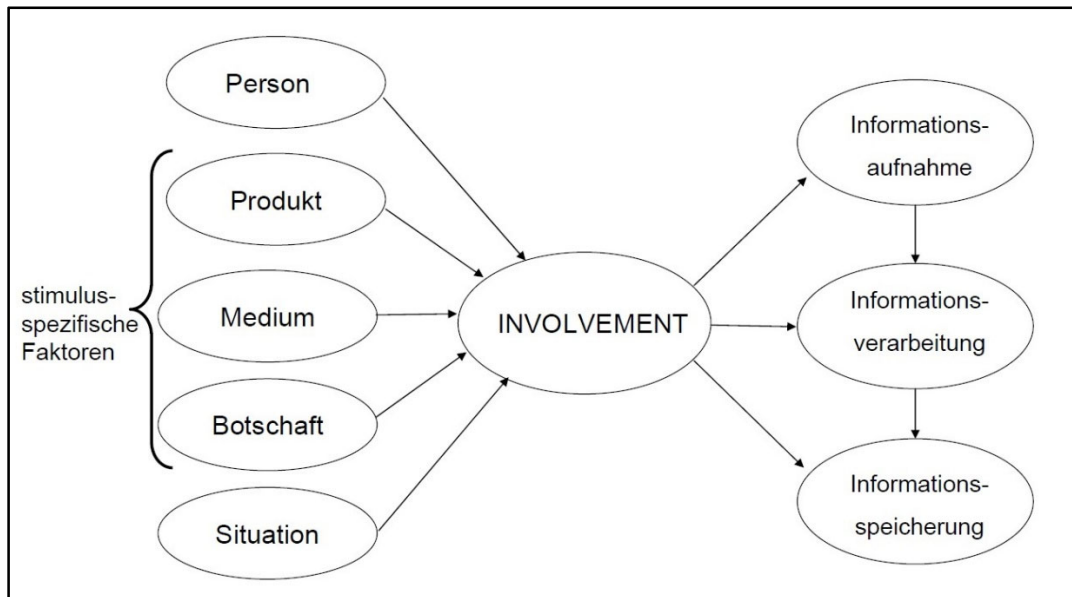 Person
Produkt
Medium
Botschaft
Situation
stimulus-
spezifische
Faktoren
INVOLVEMENT
Informations-
aufnahme
Informations-
verarbeitung
Informations-
speicherung